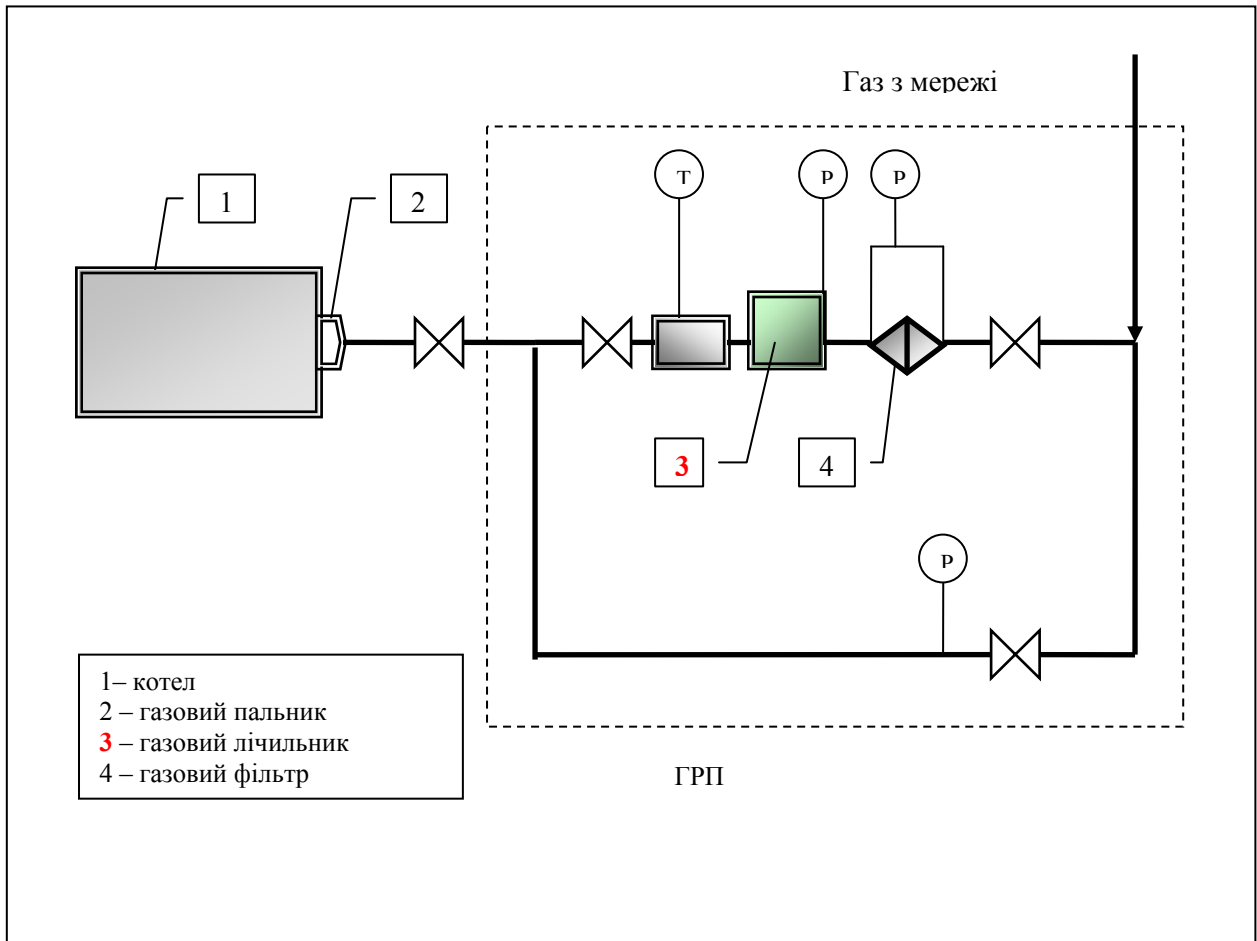 Газ з мережі
Т
Р
Р
1
2
3
4
Р
1– котел
2 – газовий пальник
3 – газовий лічильник
4 – газовий фільтр
ГРП